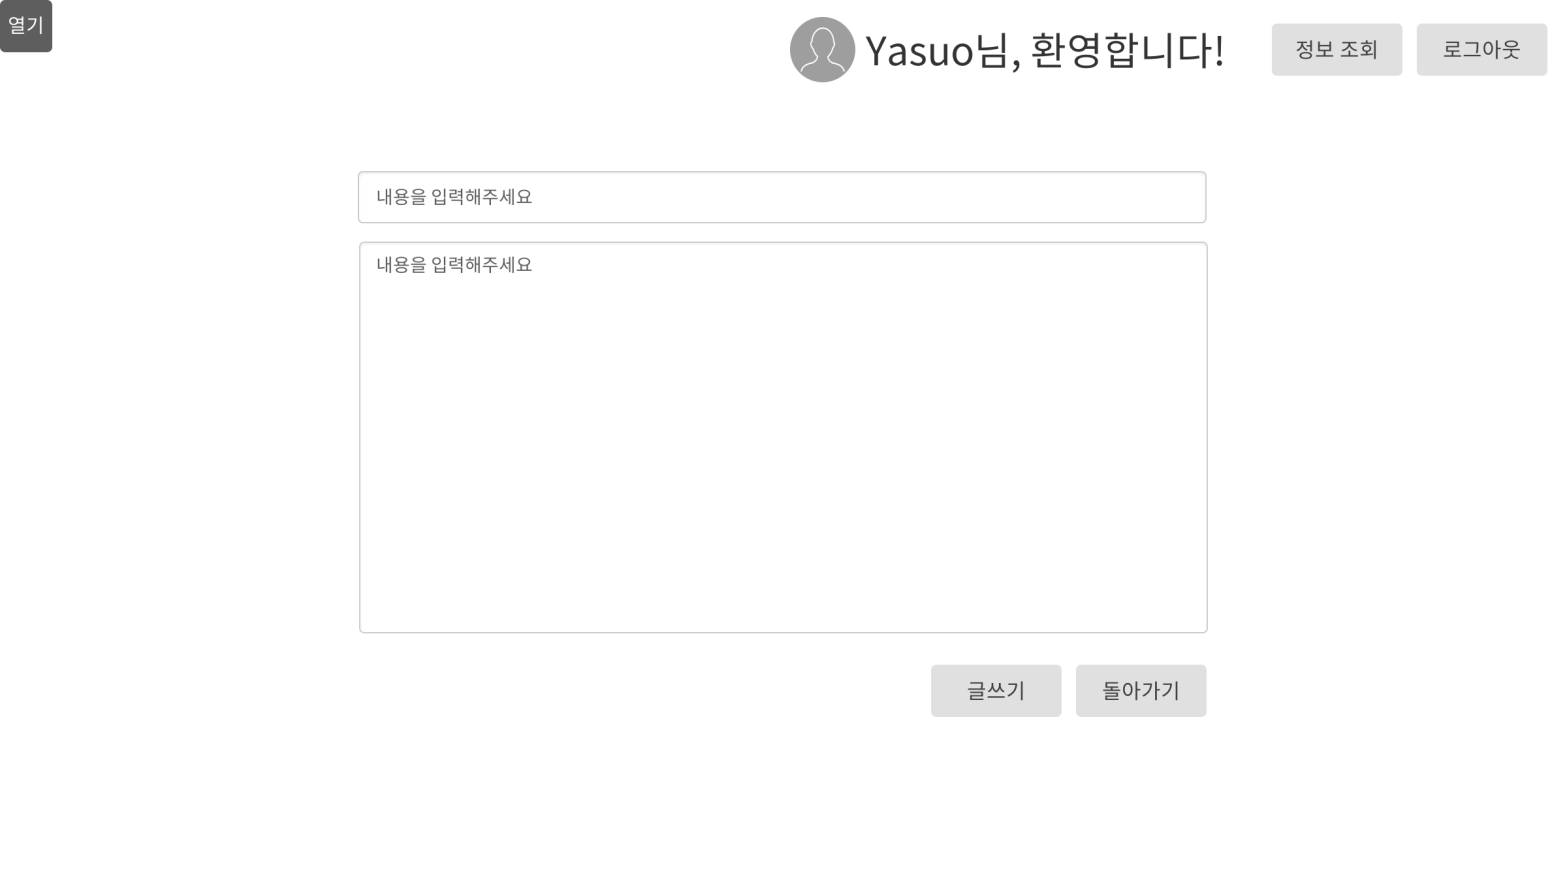 열기
Yasuo님, 환영합니다!
정보 조회
로그아웃
내용을 입력해주세요
내용을 입력해주세요
글쓰기
돌아가기